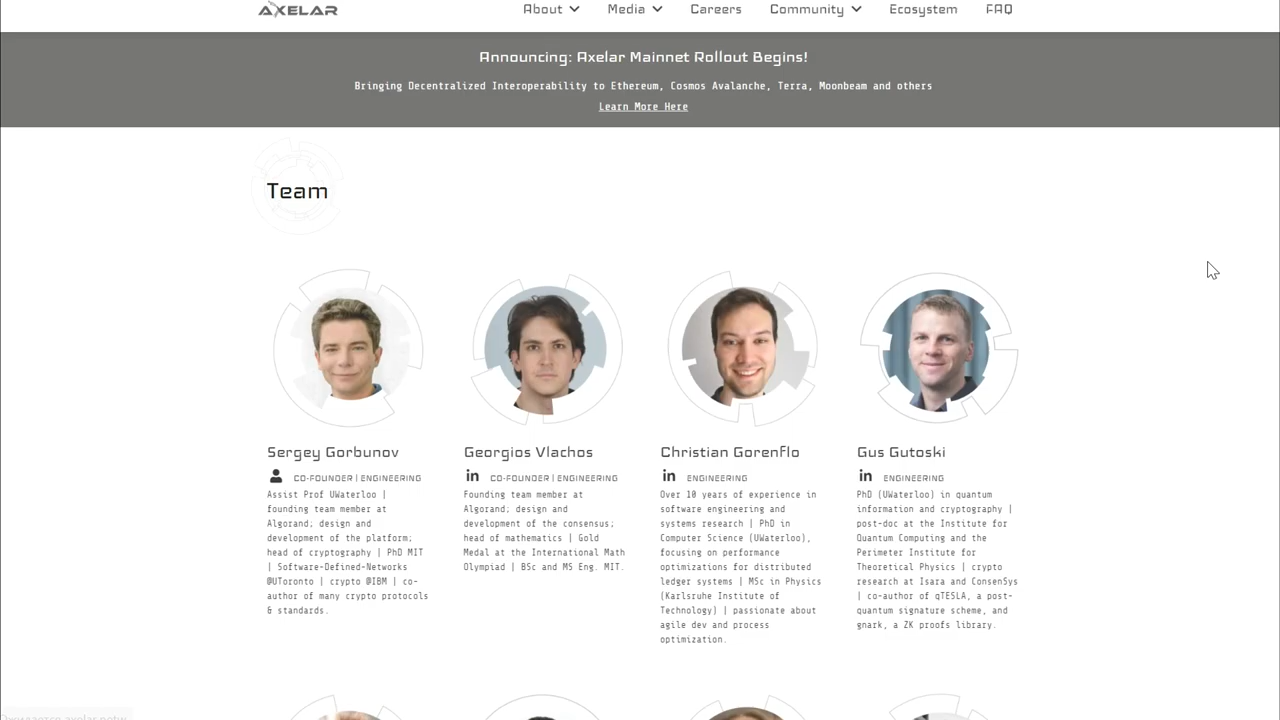 AXELAR About Media Careers Community Ecosystem FAQ
Announcing: Axelar Mainnet Rollout Begins!
Bringing Decentralized Interoperability to Ethereum, Cosmos Avalanche, Terra, Moonbeam and others
Learn More Here
Team
Sergey Gorbunov
CO-FOUNDER | ENGINEERING
Assist Prof UWaterloo |
founding team member at
Algorand; design and
development of the platform;
head of cryptography | PhD MIT
| Software-Defined-Networks
@UToronto | crypto @IBM | co-
author of many crypto protocols
& standards.
Georgios Vlachos
in CO-FOUNDER | ENGINEERING
Founding team member at
Algorand; design and
development of the consensus;
head of mathematics | Gold
Medal at the International Math
Olympiad | BSc and MS Eng. MIT.
Christian Gorenflo
in ENGINEERING
Over 10 years of experience in
software engineering and
systems research | PhD in
Computer Science (UWaterloo),
focusing on performance
optimizations for distributed
ledger systems | MSc in Physics
(Karlsruhe Institute of
Technology) | passionate about
agile dev and process
optimization.
Gus Gutoski
in ENGINEERING
PhD (UWaterloo) in quantum
information and cryptography |
post-doc at the Institute for
Quantum Computing and the
Perimeter Institute for
Theoretical Physics | crypto
research at Isara and ConsenSys
| co-author of qTESLA, a post-
quantum signature scheme, and
gnark, a ZK proofs library.